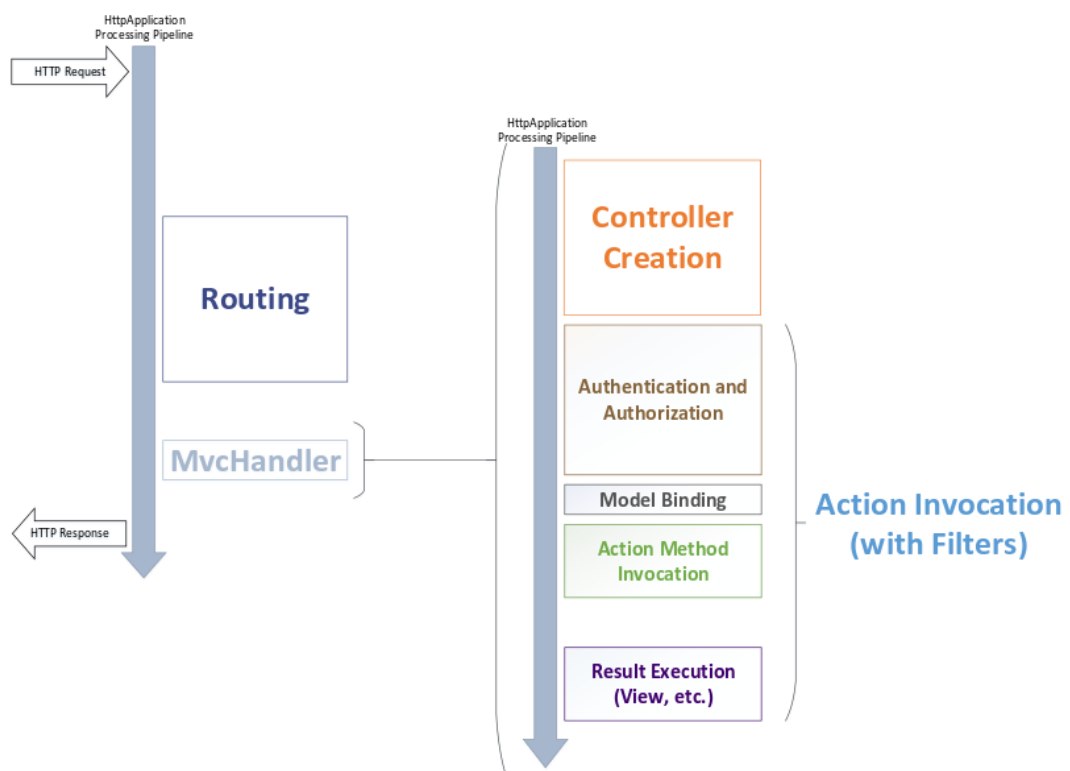 HttpApplication
Processing Pipeline
HTTP Request
Routing
MvcHandler
HTTP Response
HttpApplication
Processing Pipeline
Controller
Creation
Authentication and
Authorization
Model Binding
Action Method
Invocation
Result Execution
(View, etc.)
Action Invocation
(with Filters)